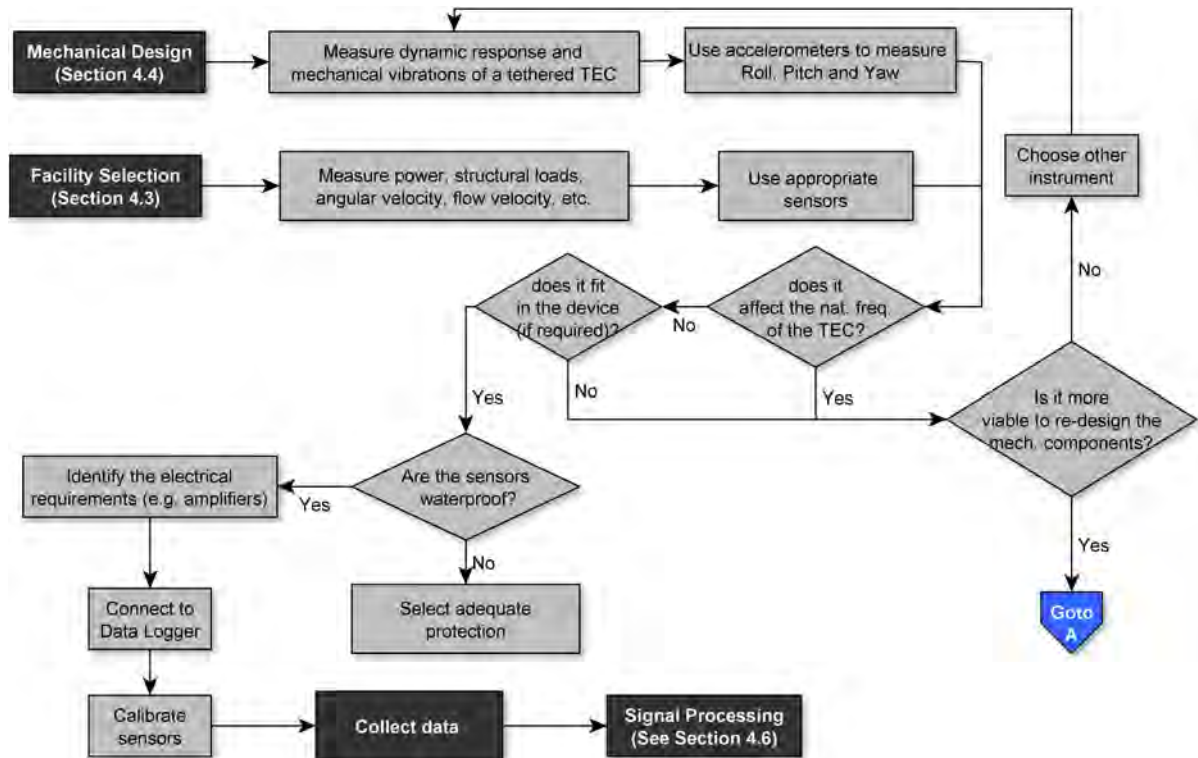 Mechanical Design
(Section 4.4)
Measure dynamic response and
mechanical vibrations of a tethered TEC
Use accelerometers to measure
Roll, Pitch and Yaw
Choose other
instrument
Facility Selection
(Section 4.3)
Measure power, structural loads,
angular velocity, flow velocity, etc.
Use appropriate
sensors
No
does it fit
in the device
(if required)?
No
does it
affect the nat. freq.
of the TEC?
Yes
No
Yes
Is it more
viable to re-design the
mech. components?
Identify the electrical
requirements (e.g. amplifiers)
Yes
Are the sensors
waterproof?
No
Yes
Connect to
Data Logger
Select adequate
protection
Goto
A
Calibrate
sensors
Collect data
Signal Processing
(See Section 4.6)